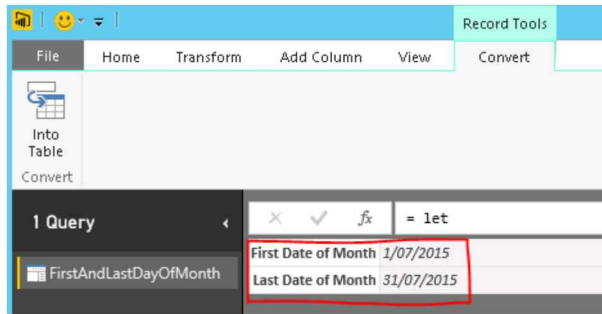 Record Tools
File Home Transform Add Column View Convert
Into
Table
Convert
1 Query
fx = let
First Date of Month 1/07/2015
FirstAndLastDayOfMonth
Last Date of Month 31/07/2015